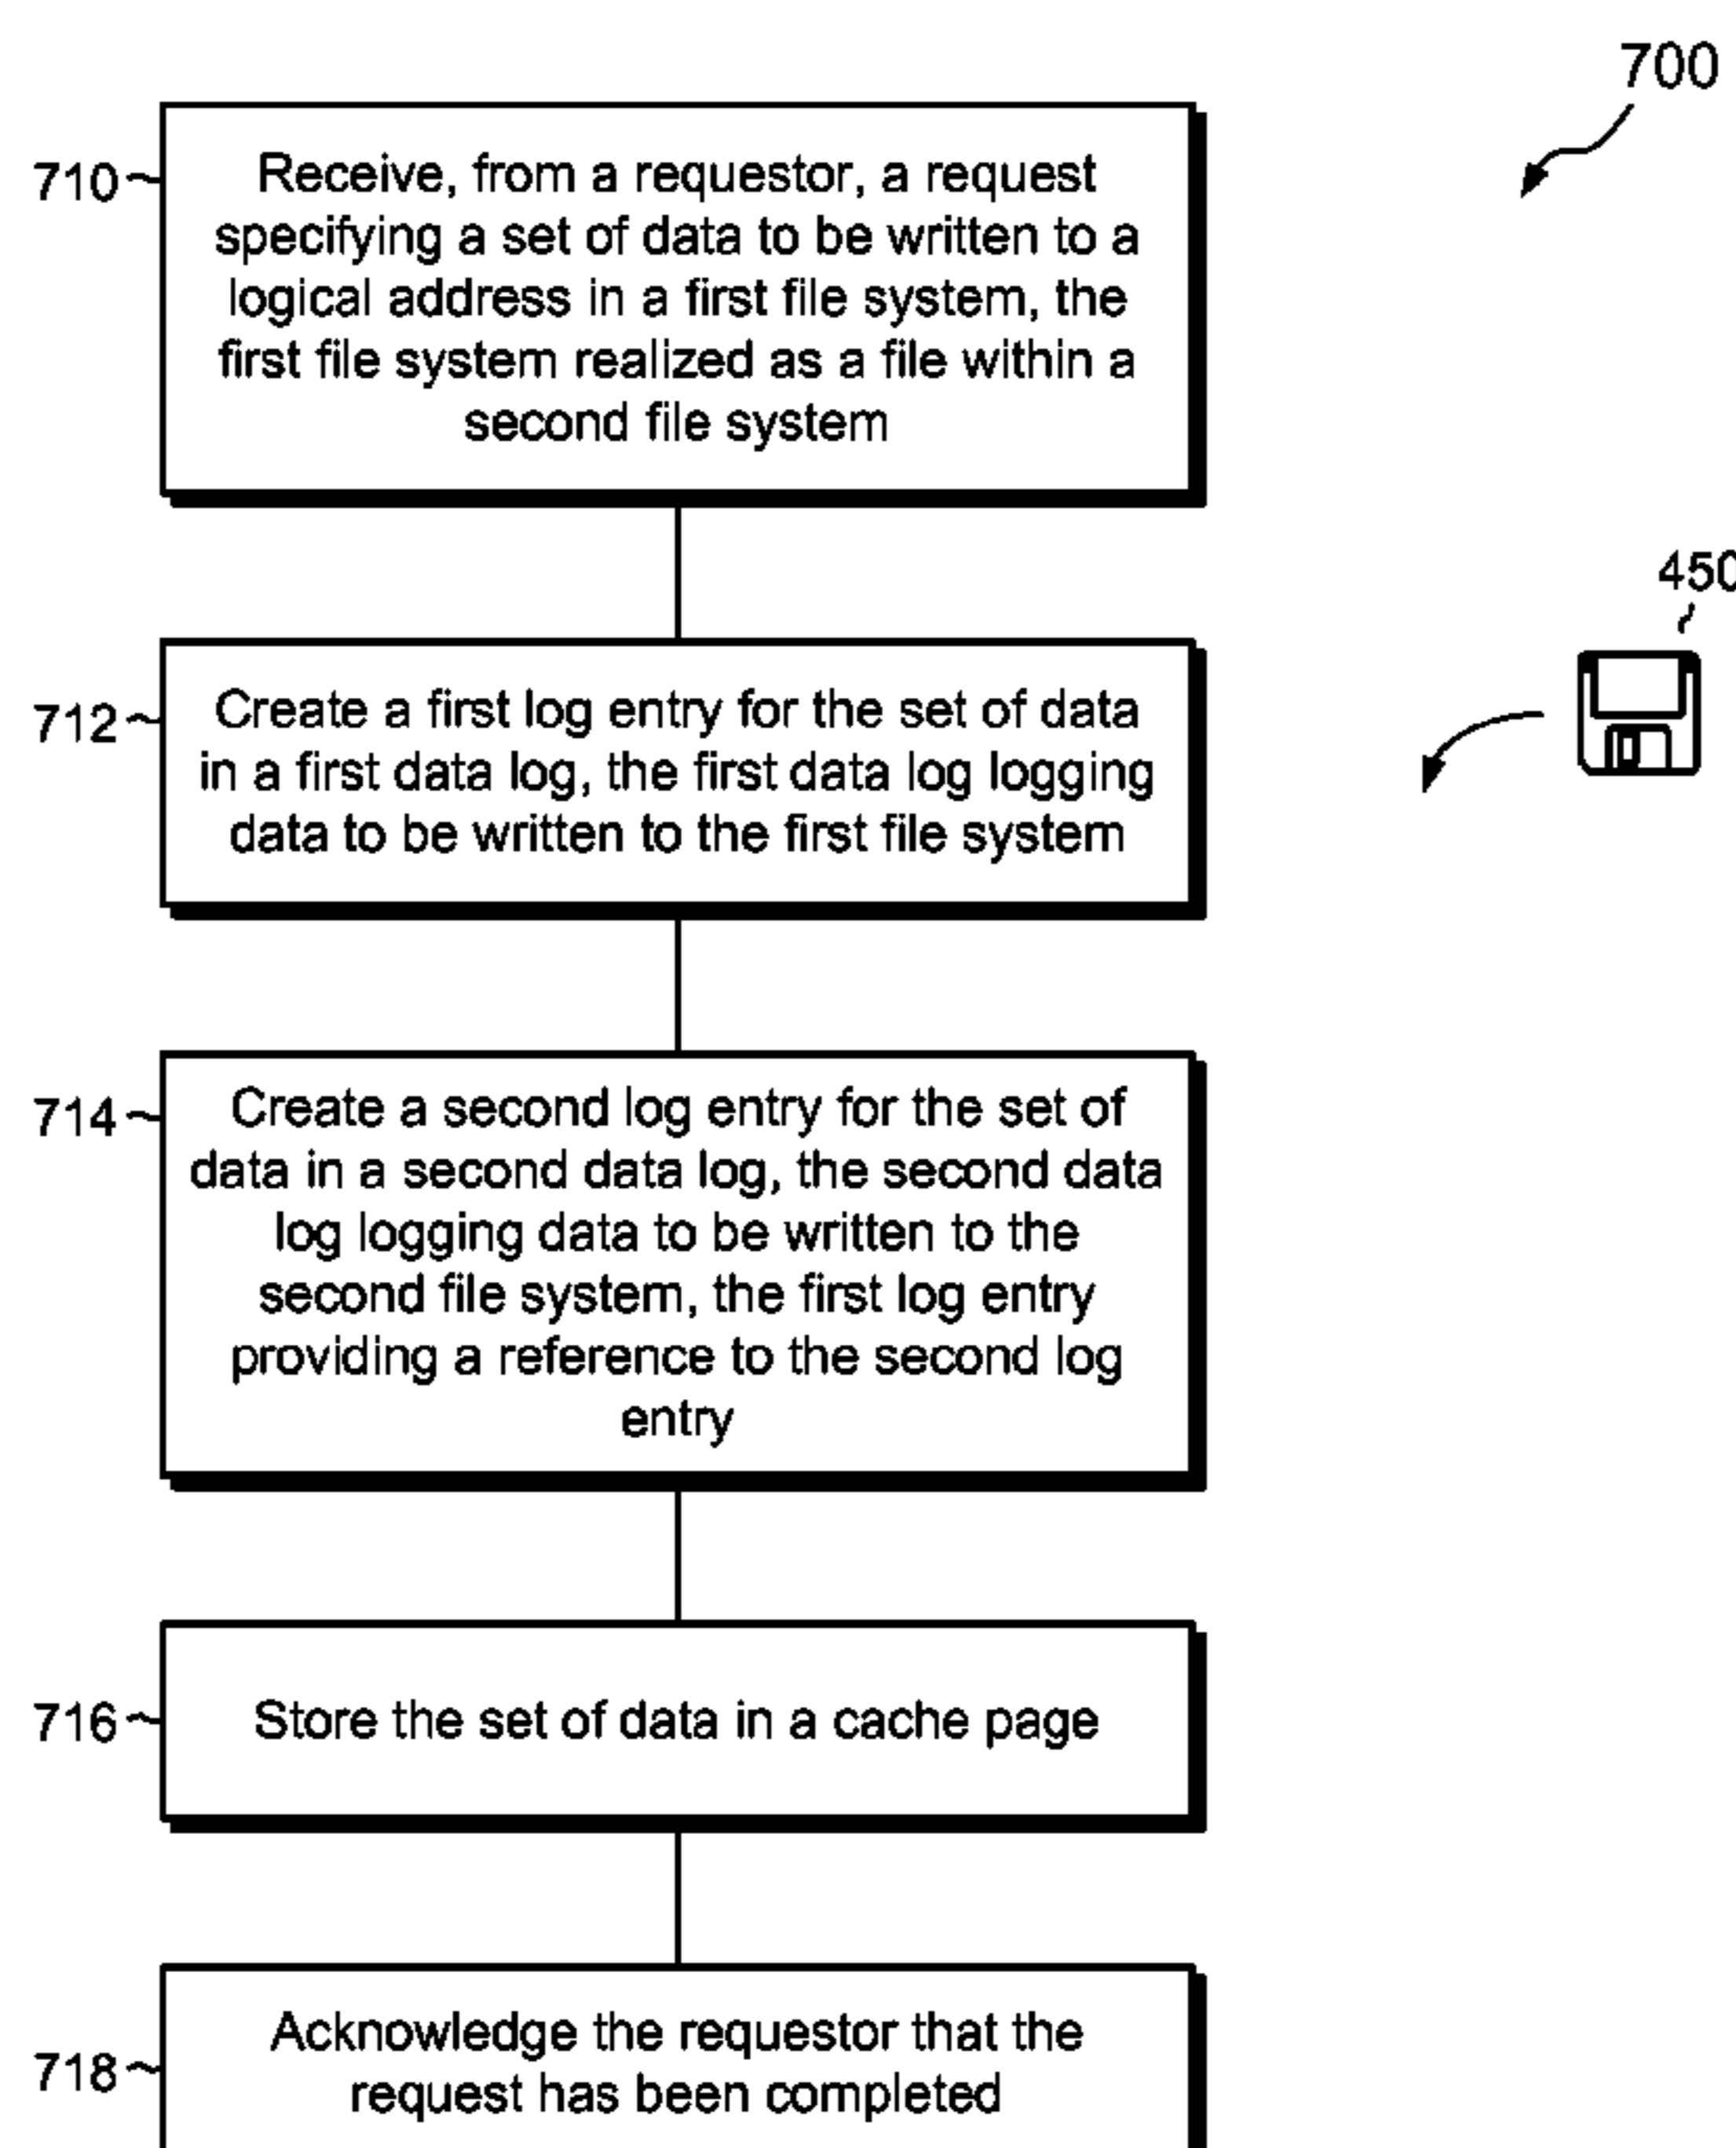 700
710
Receive, from a requestor, a request
specifying a set of data to be written to a
logical address in a first file system, the
first file system realized as a file within a
second file system
450
712
Create a first log entry for the set of data
in a first data log, the first data log logging
data to be written to the first file system
714
Create a second log entry for the set of
data in a second data log, the second data
log logging data to be written to the
second file system, the first log entry
providing a reference to the second log
entry
716
Store the set of data in a cache page
718
Acknowledge the requestor that the
request has been completed